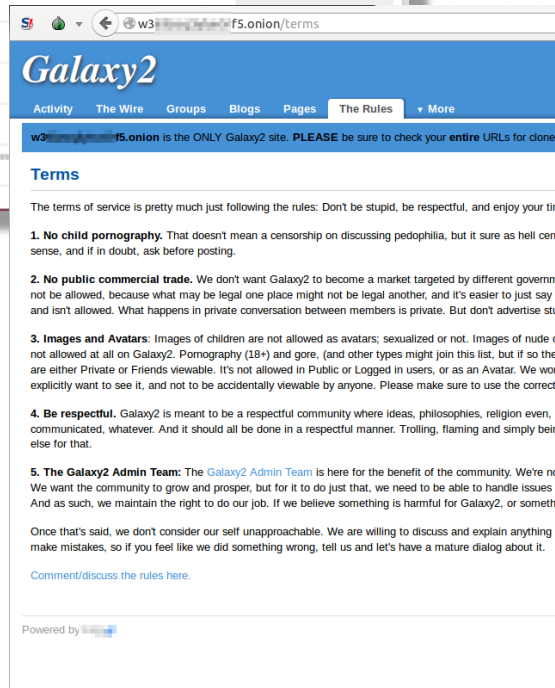 w3 f5.onion/terms
Galaxy2
Activity The Wire Groups Blogs Pages The Rules ▾ More
w3 f5.onion is the ONLY Galaxy2 site. PLEASE be sure to check your entire URLs for clone
Terms
The terms of service is pretty much just following the rules: Don't be stupid, be respectful, and enjoy your
1. No child pornography. That doesn't mean a censorship on discussing pedophilia, but it sure as hell
sense, and if in doubt, ask before posting.
2. No public commercial trade. We don't want Galaxy2 to become a market targeted by different
not be allowed, because what may be legal one place might not be legal another, and it's easier to just say
and isn't allowed. What happens in private conversation between members is private. But don't advertise
3. Images and Avatars: Images of children are not allowed as avatars; sexualized or not. Images of nude
not allowed at all on Galaxy2. Pornography (18+) and gore, (and other types might join this list, but if so
are either Private or Friends viewable. It's not allowed in Public or Logged in users, or as an Avatar. We
explicitly want to see it, and not to be accidentally viewable by anyone. Please make sure to use the
4. Be respectful. Galaxy2 is meant to be a respectful community where ideas, philosophies, religion even,
communicated, whatever. And it should all be done in a respectful manner. Trolling, flaming and simply
else for that.
5. The Galaxy2 Admin Team: The Galaxy2 Admin Team is here for the benefit of the community. We're
We want the community to grow and prosper, but for it to do just that, we need to be able to handle issues
And as such, we maintain the right to do our job. If we believe something is harmful for Galaxy2, or
Once that's said, we don't consider our self unapproachable. We are willing to discuss and explain anything
make mistakes, so if you feel like we did something wrong, tell us and let's have a mature dialog about it.
Comment/discuss the rules here.
Powered by